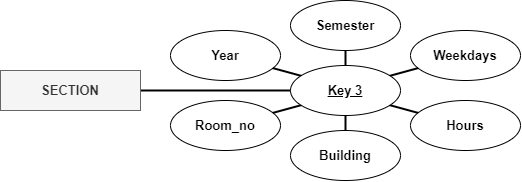 Semester
Year
Weekdays
SECTION
Key 3
Room_no
Hours
Building